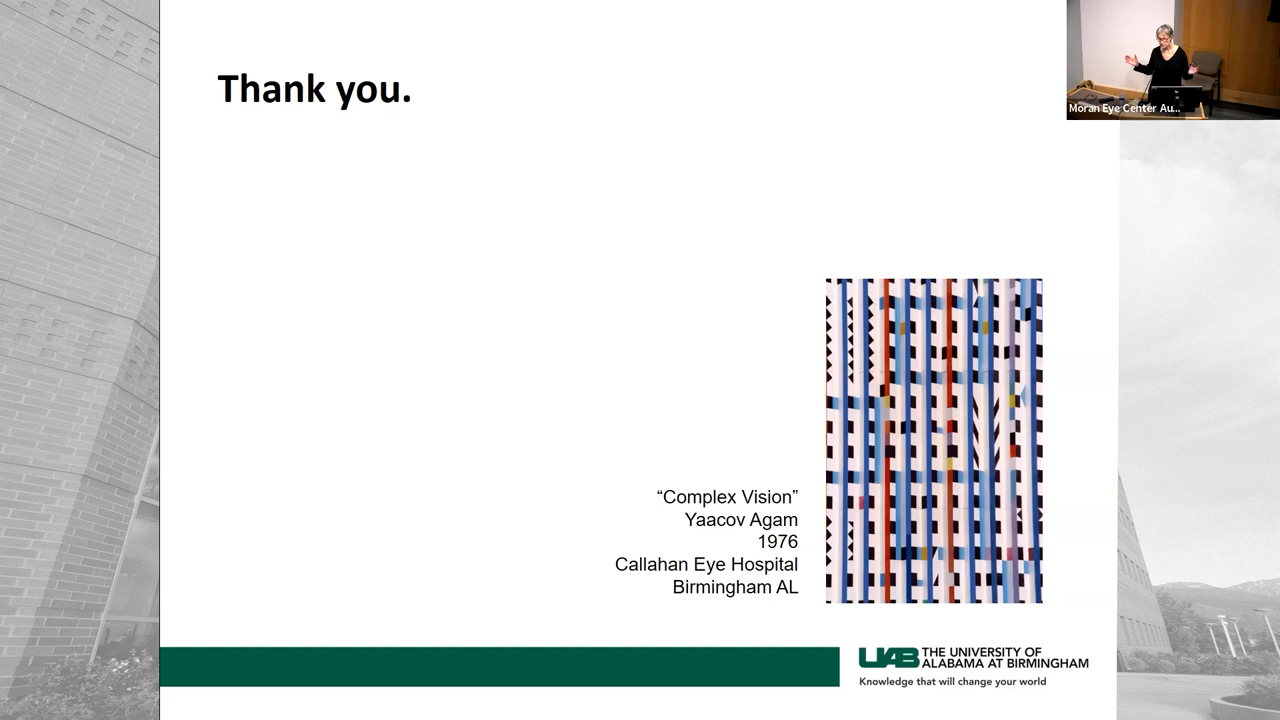 Thank you.
Moran Eye Center Au...
“Complex Vision”
Yaacov Agam
1976
Callahan Eye Hospital
Birmingham AL
UAB THE UNIVERSITY OF
ALABAMA AT BIRMINGHAM
Knowledge that will change your world